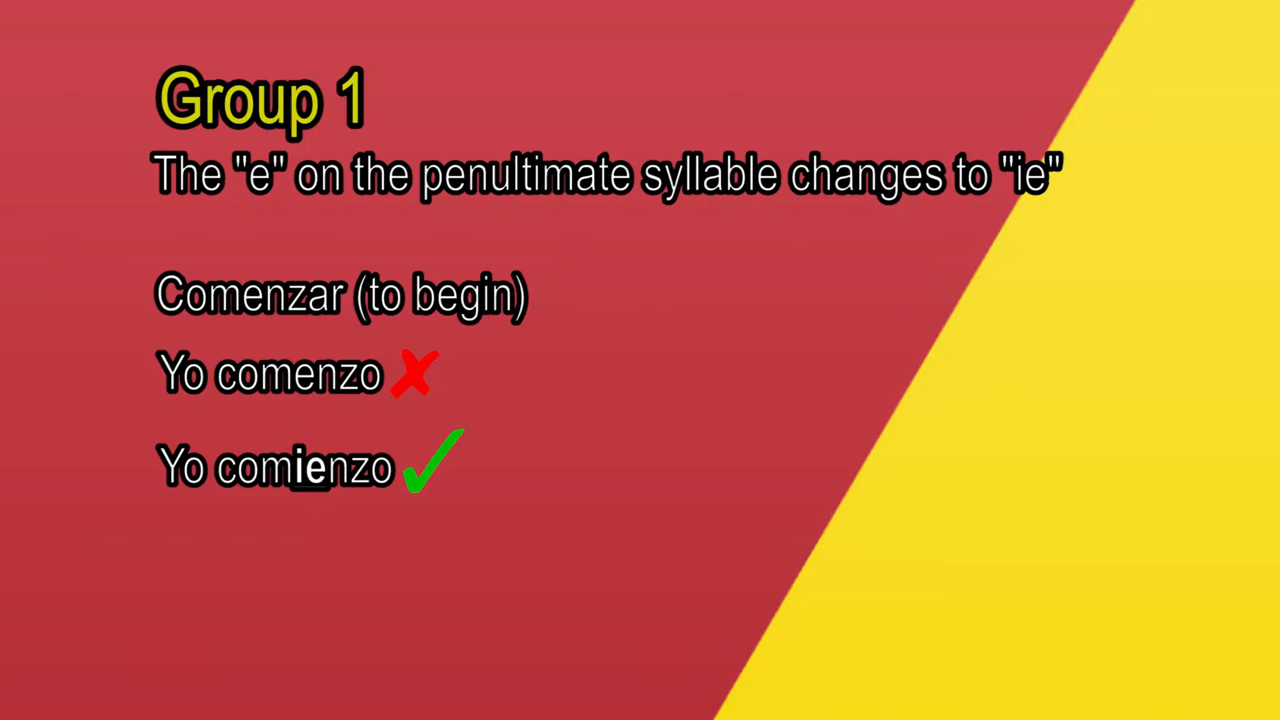 Group 1
The "e" on the penultimate syllable changes to "ie"
Comenzar (to begin)
Yo comenzo ✘
Yo comienzo ✓